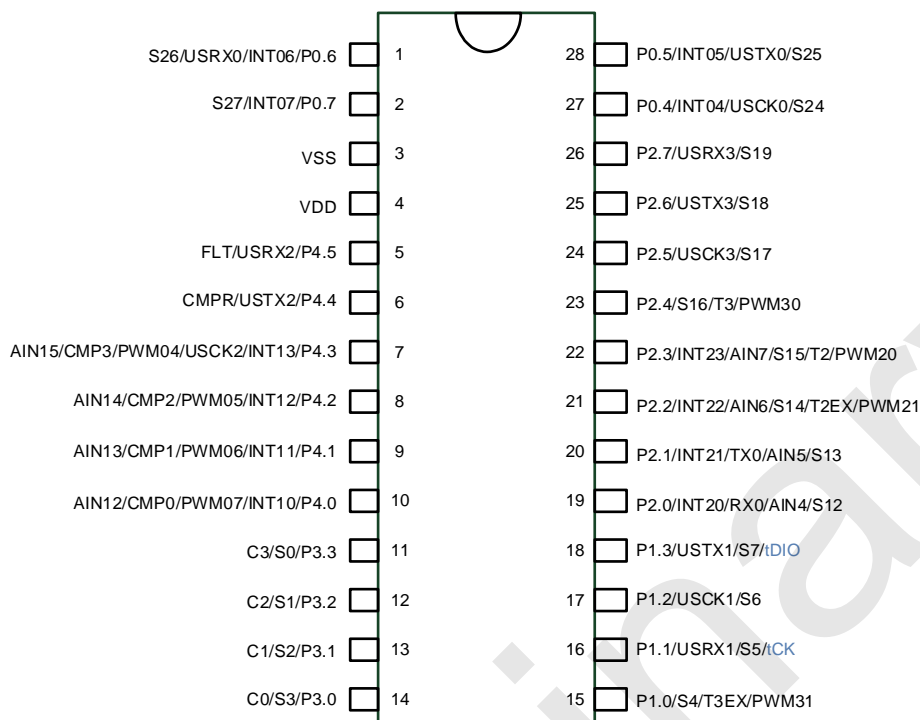 S26/USRX0/INT06/P0.6 1 28 P0.5/INT05/USTX0/S25
S27/INT07/P0.7 2 27 P0.4/INT04/USCK0/S24
VSS 3 26 P2.7/USRX3/S19
VDD 4 25 P2.6/USTX3/S18
FLT/USRX2/P4.5 5 24 P2.5/USCK3/S17
CMPR/USTX2/P4.4 6 23 P2.4/S16/T3/PWM30
AIN15/CMP3/PWM04/USCK2/INT13/P4.3 7 22 P2.3/INT23/AIN7/S15/T2/PWM20
AIN14/CMP2/PWM05/INT12/P4.2 8 21 P2.2/INT22/AIN6/S14/T2EX/PWM21
AIN13/CMP1/PWM06/INT11/P4.1 9 20 P2.1/INT21/TX0/AIN5/S13
AIN12/CMP0/PWM07/INT10/P4.0 10 19 P2.0/INT20/RX0/AIN4/S12
C3/S0/P3.3 11 18 P1.3/USTX1/S7/tDIO
C2/S1/P3.2 12 17 P1.2/USCK1/S6
C1/S2/P3.1 13 16 P1.1/USRX1/S5/tCK
C0/S3/P3.0 14 15 P1.0/S4/T3EX/PWM31